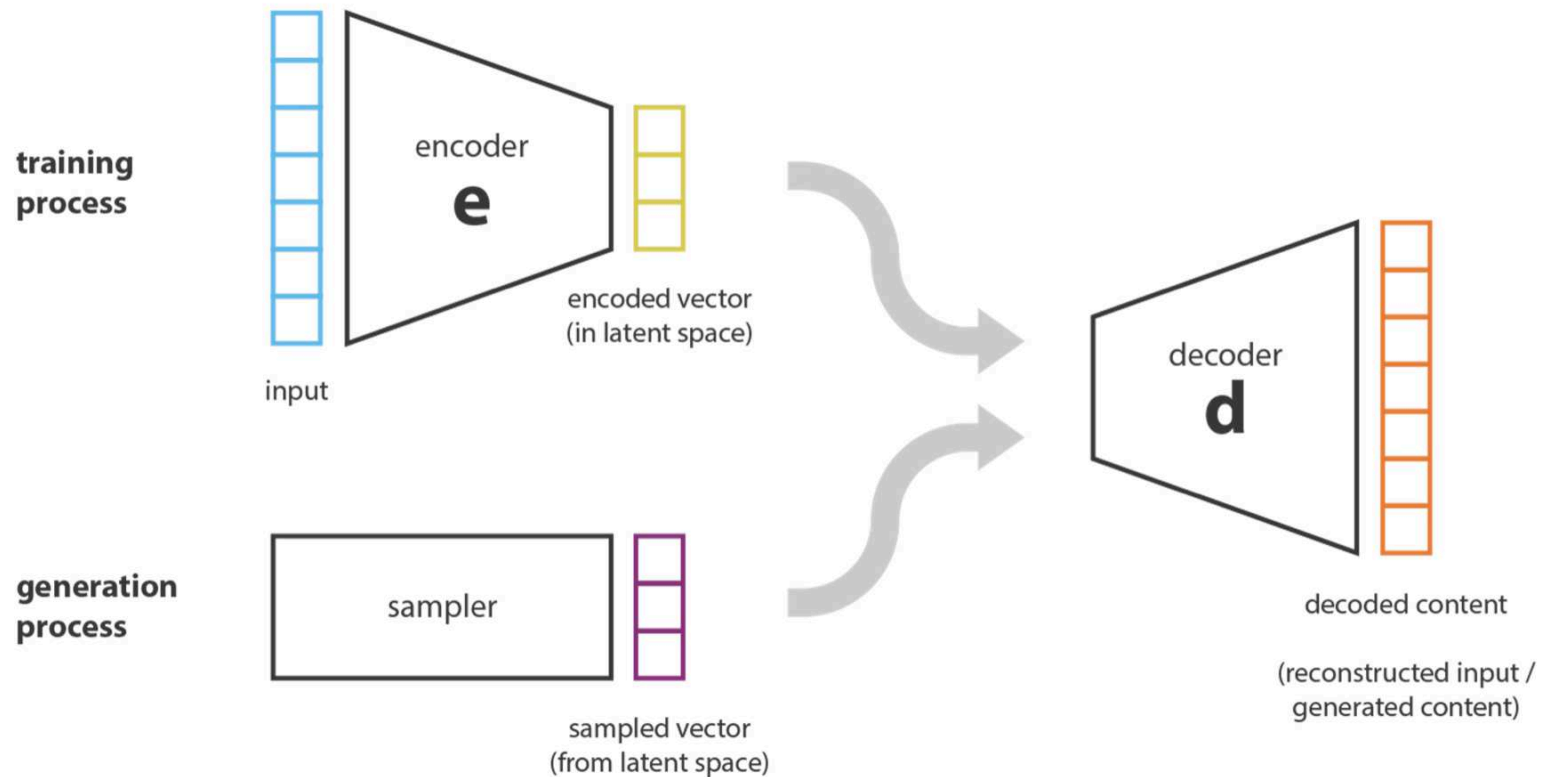 training
process
encoder
e
encoded vector
(in latent space)
input
decoder
d
generation
process
sampler
sampled vector
(from latent space)
decoded content
(reconstructed input /
generated content)